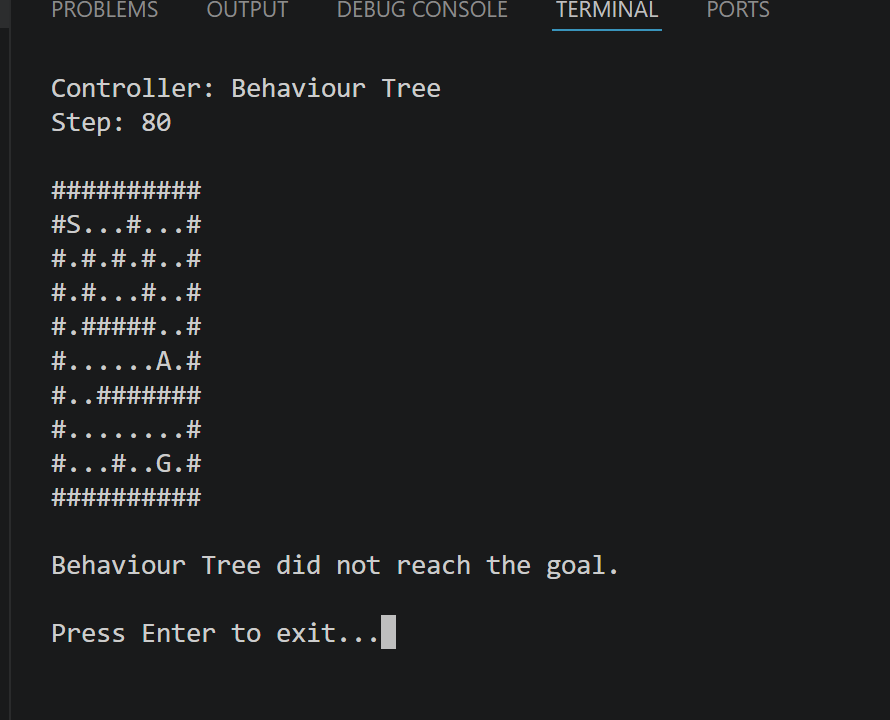 PROBLEMS OUTPUT DEBUG CONSOLE TERMINAL PORTS
Controller: Behaviour Tree
Step: 80
##########
#S...#...#
#.#.#.#..#
#.#...#..#
#.#####..#
#......A.#
#..#######
#........#
#...#..G.#
##########
Behaviour Tree did not reach the goal.
Press Enter to exit...